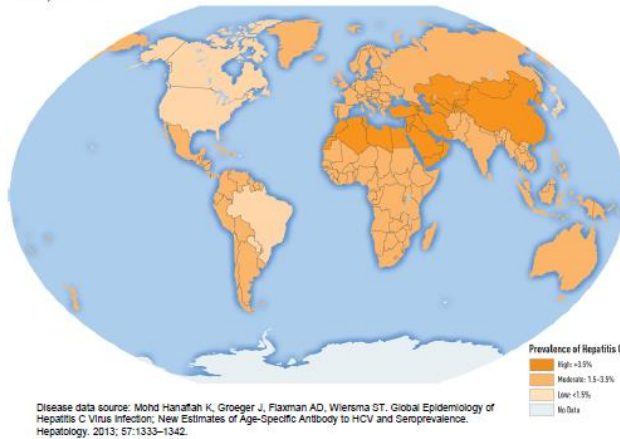 Prevalence of Hepatitis C
High: >3.5%
Moderate: 1.5-3.5%
Low: <1.5%
No Data
Disease data source: Mohd Hanafiah K, Groeger J, Flaxman AD, Wiersma ST. Global Epidemiology of
Hepatitis C Virus Infection; New Estimates of Age-Specific Antibody to HCV and Seroprevalence.
Hepatology. 2013; 57:1333–1342.